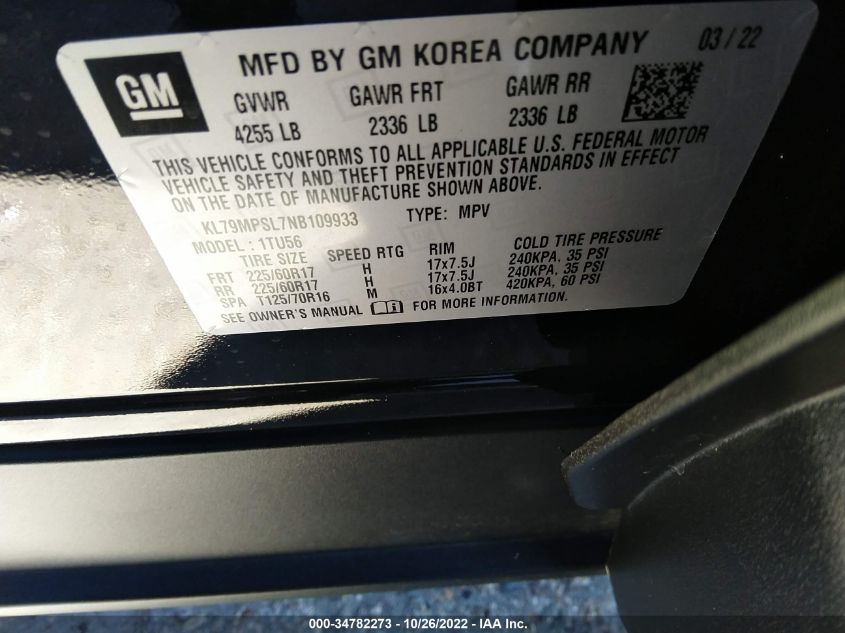 GM
MFD BY GM KOREA COMPANY 03/22
GVWR GAWR FRT GAWR RR
4255 LB 2336 LB 2336 LB
THIS VEHICLE CONFORMS TO ALL APPLICABLE U.S. FEDERAL MOTOR
VEHICLE SAFETY AND THEFT PREVENTION STANDARDS IN EFFECT
ON THE DATE OF MANUFACTURE SHOWN ABOVE.
KL79MPSL7NB109933 TYPE: MPV
MODEL: 1TU56
TIRE SIZE SPEED RTG RIM COLD TIRE PRESSURE
FRT 225/60R17 H 17x7.5J 240KPA, 35 PSI
RR 225/60R17 H 17x7.5J 240KPA, 35 PSI
SPA T125/70R16 M 16x4.0BT 420KPA, 60 PSI
SEE OWNER'S MANUAL FOR MORE INFORMATION.
000-34782273 - 10/26/2022 - IAA Inc.